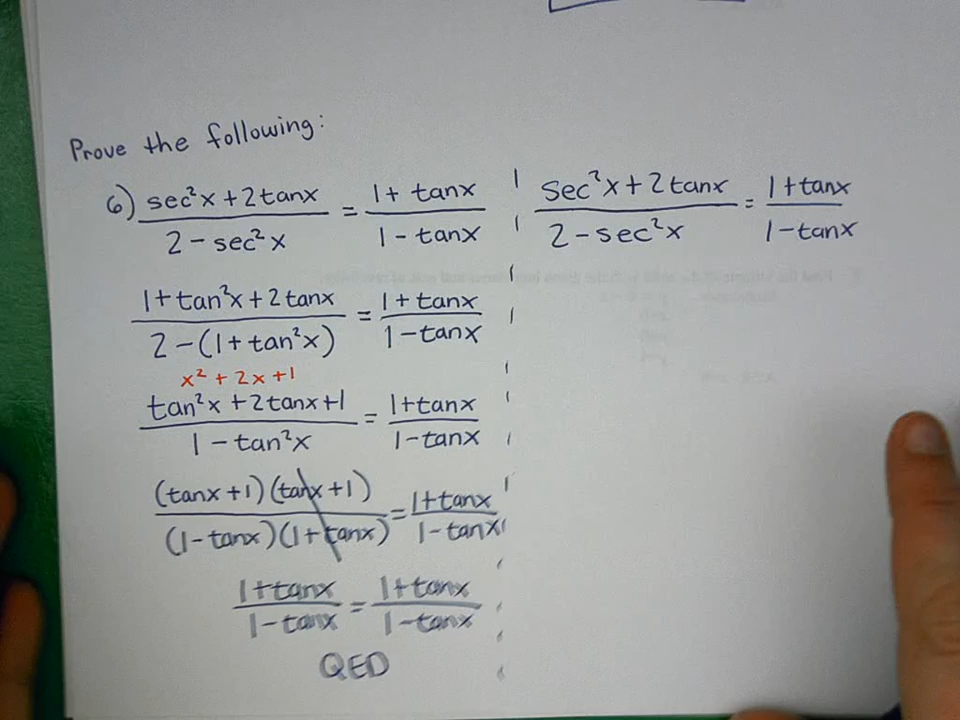 Prove the following:
6) (sec²x + 2tanx)/(2 - sec²x) = (1 + tanx)/(1 - tanx)
(1 + tan²x + 2tanx)/(2 - (1 + tan²x)) = (1 + tanx)/(1 - tanx)
x² + 2x + 1
(tan²x + 2tanx + 1)/(1 - tan²x) = (1 + tanx)/(1 - tanx)
(tanx + 1)(tanx + 1)/(1 - tanx)(1 + tanx) = (1 + tanx)/(1 - tanx)
(1 + tanx)/(1 - tanx) = (1 + tanx)/(1 - tanx)
QED
(sec²x + 2tanx)/(2 - sec²x) = (1 + tanx)/(1 - tanx)